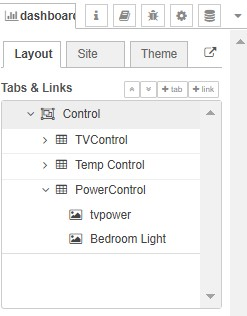 dashboard
Layout Site Theme
Tabs & Links + tab + link
Control
TVControl
Temp Control
PowerControl
tvpower
Bedroom Light